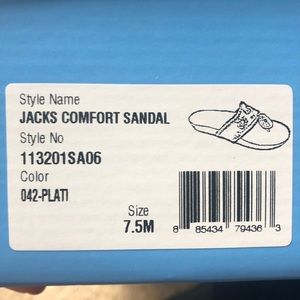 Style Name
JACKS COMFORT SANDAL
Style No
113201SA06
Color
042-PLATI
Size
7.5M
8 85434 79436 3